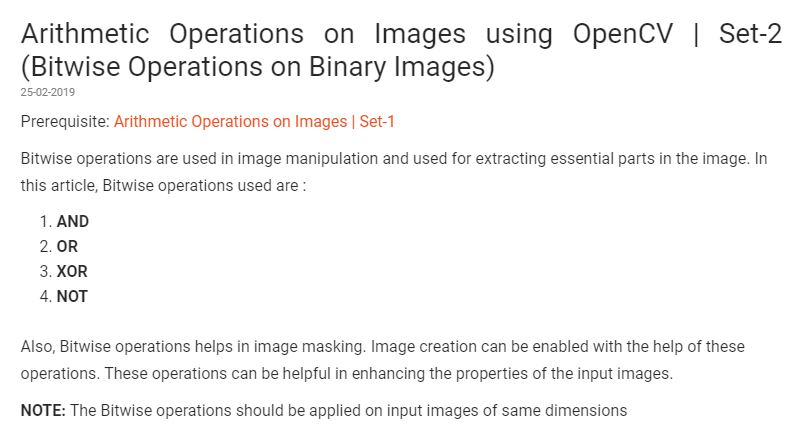 Arithmetic Operations on Images using OpenCV | Set-2
(Bitwise Operations on Binary Images)
25-02-2019
Prerequisite: Arithmetic Operations on Images | Set-1
Bitwise operations are used in image manipulation and used for extracting essential parts in the image. In
this article, Bitwise operations used are :
1. AND
2. OR
3. XOR
4. NOT
Also, Bitwise operations helps in image masking. Image creation can be enabled with the help of these
operations. These operations can be helpful in enhancing the properties of the input images.
NOTE: The Bitwise operations should be applied on input images of same dimensions